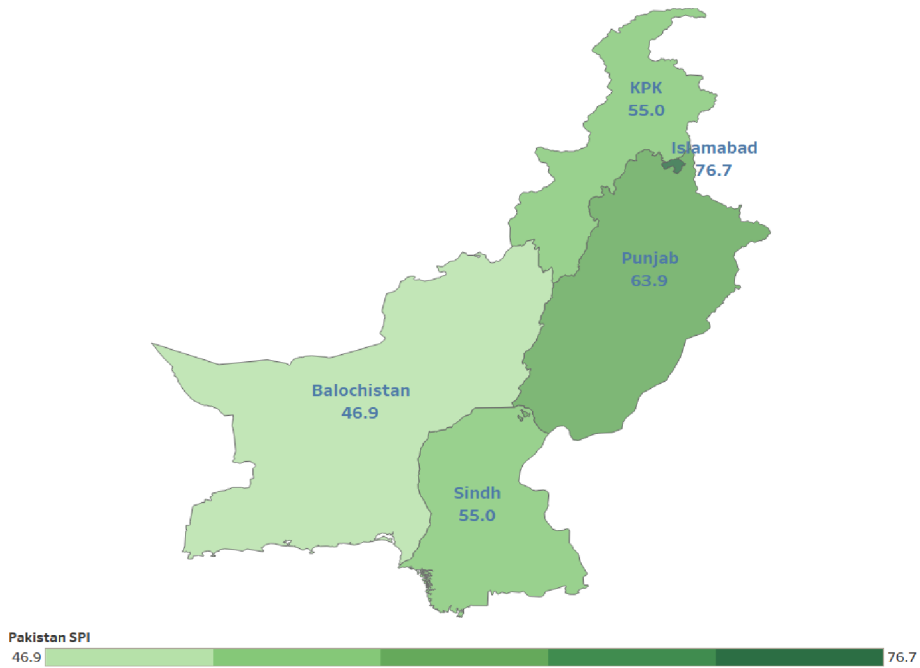 KPK
55.0
Islamabad
76.7
Punjab
63.9
Balochistan
46.9
Sindh
55.0
Pakistan SPI
46.9 76.7